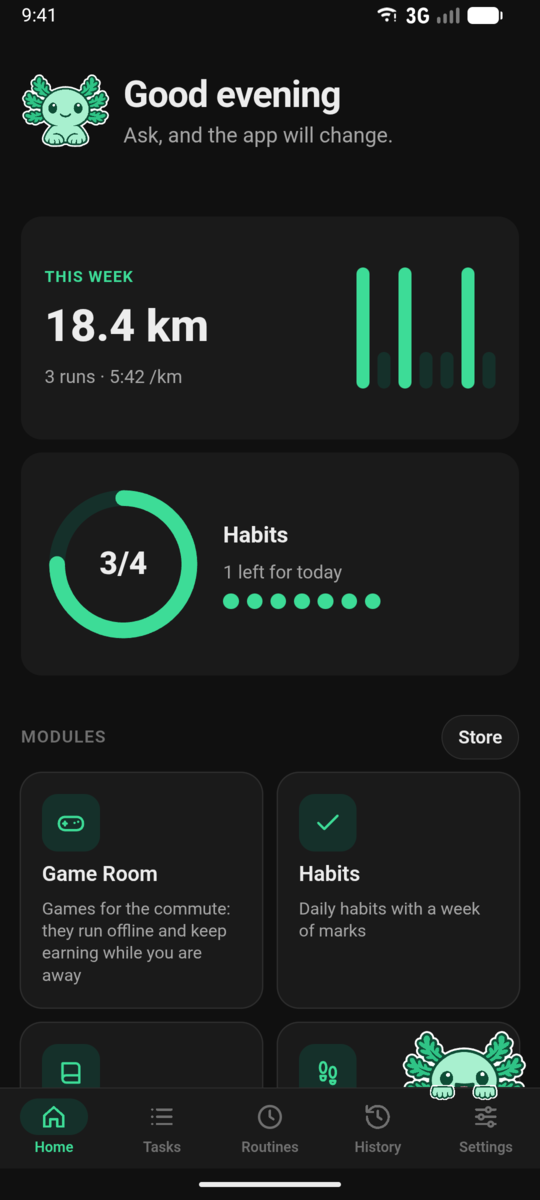 9:41
3G
Good evening
Ask, and the app will change.
THIS WEEK
18.4 km
3 runs · 5:42 /km
3/4
Habits
1 left for today
MODULES
Store
Game Room
Games for the commute:
they run offline and keep
earning while you are
away
Habits
Daily habits with a week
of marks
Home
Tasks
Routines
History
Settings